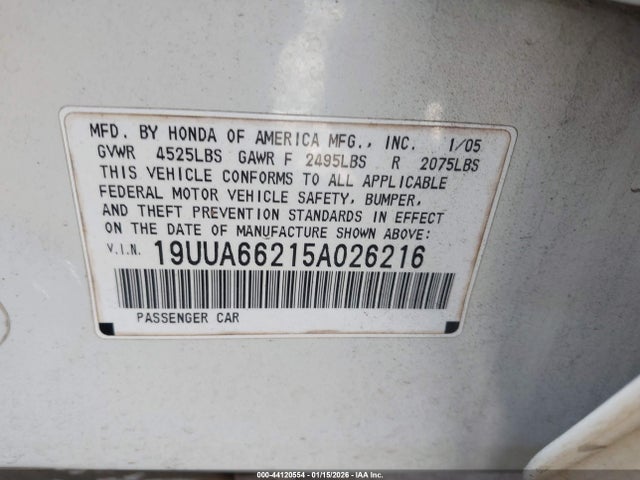 MFD. BY HONDA OF AMERICA MFG., INC. 1/05
GVWR 4525LBS GAWR F 2495LBS R 2075LBS
THIS VEHICLE CONFORMS TO ALL APPLICABLE
FEDERAL MOTOR VEHICLE SAFETY, BUMPER,
AND THEFT PREVENTION STANDARDS IN EFFECT
ON THE DATE OF MANUFACTURE SHOWN ABOVE:
V.I.N. 19UUA66215A026216
PASSENGER CAR
000-44120554 | 01/15/2026 | IAA Inc.